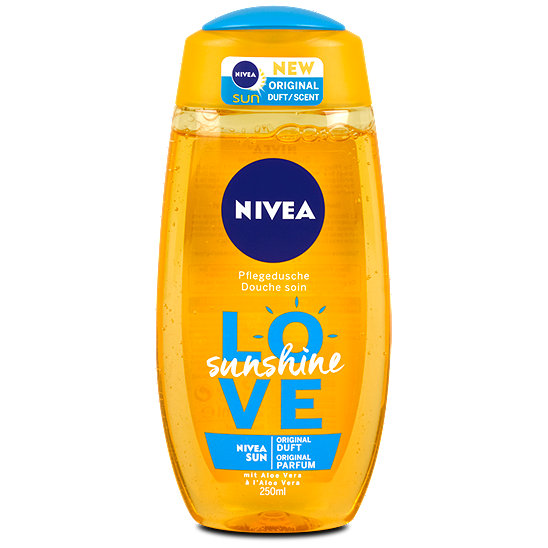 NIVEA
sun
NEW
ORIGINAL
DUFT/SCENT
NIVEA
Pflegedusche
Douche soin
LO
sunshine
VE
NIVEA
SUN
ORIGINAL
DUFT
ORIGINAL
PARFUM
mit Aloe Vera
à l'Aloe Vera
250ml